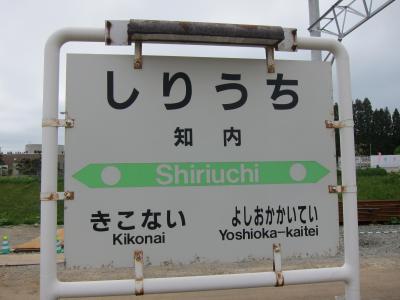 しりうち
知内
Shiriuchi
きこない よしおかかいてい
Kikonai Yoshioka-kaitei